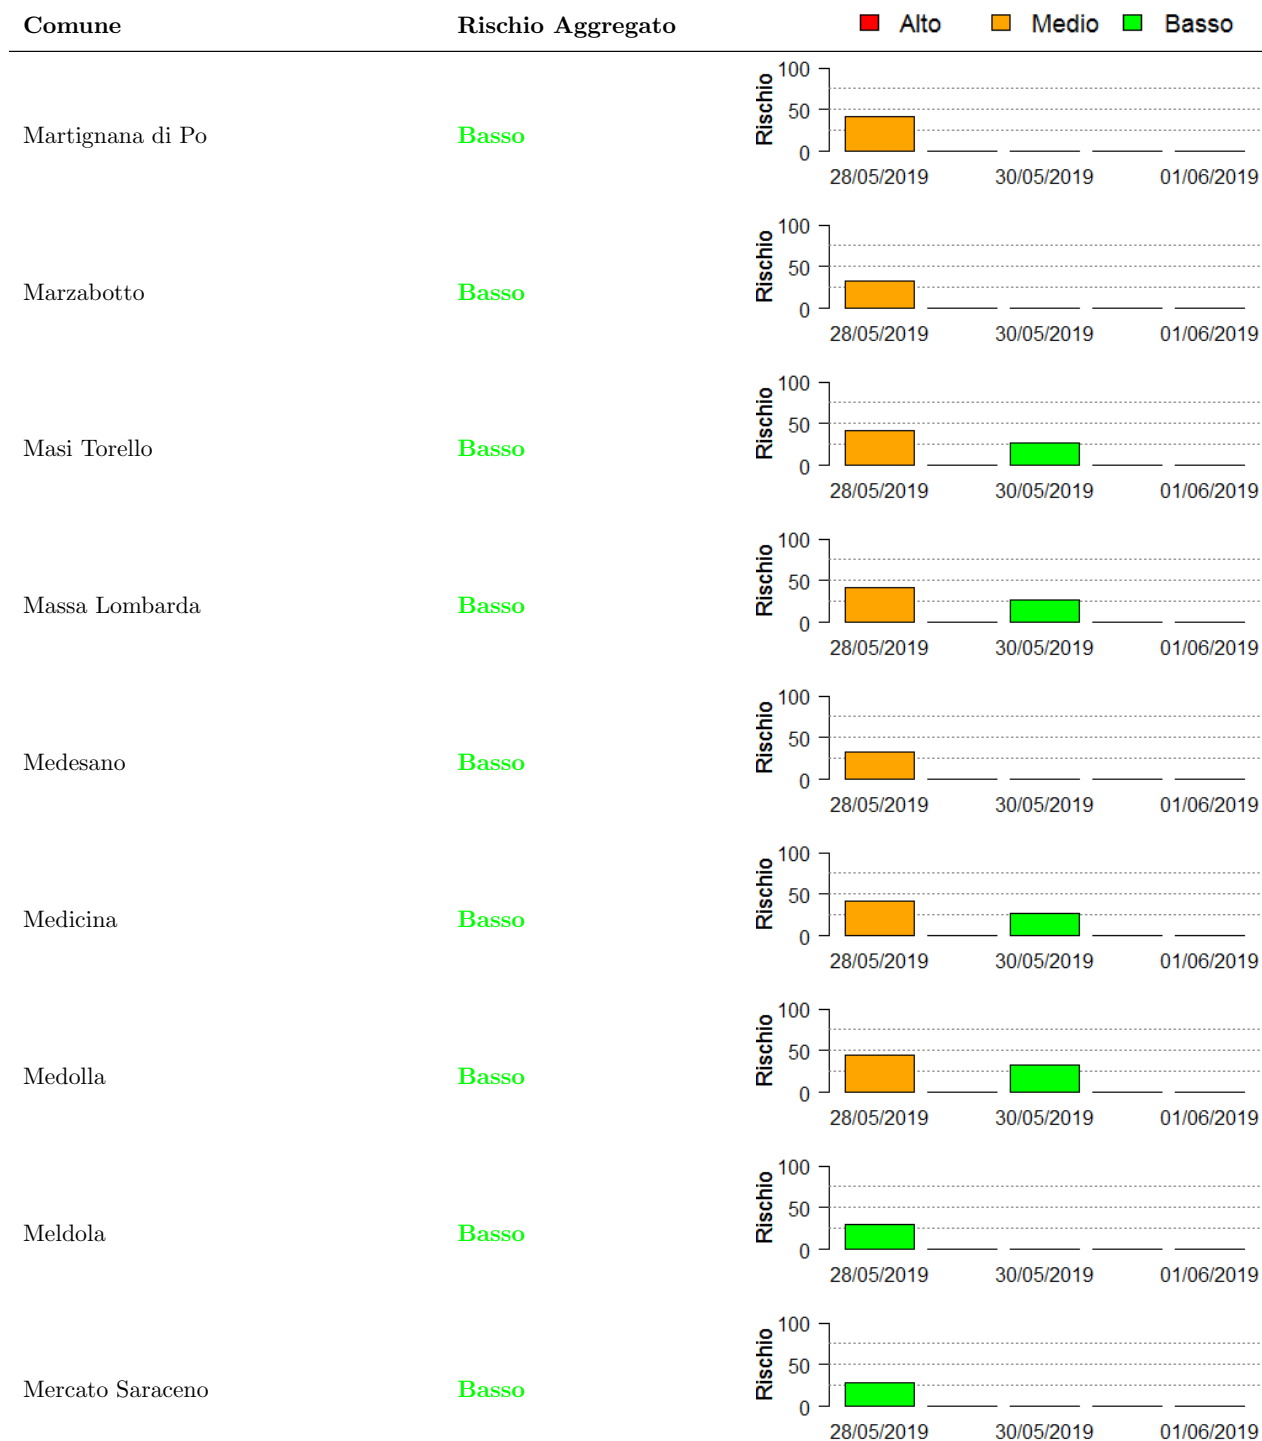 Comune Rischio Aggregato Alto Medio Basso
Martignana di Po Basso Rischio
100
50
0
28/05/2019 30/05/2019 01/06/2019
Marzabotto Basso Rischio
100
50
0
28/05/2019 30/05/2019 01/06/2019
Masi Torello Basso Rischio
100
50
0
28/05/2019 30/05/2019 01/06/2019
Massa Lombarda Basso Rischio
100
50
0
28/05/2019 30/05/2019 01/06/2019
Medesano Basso Rischio
100
50
0
28/05/2019 30/05/2019 01/06/2019
Medicina Basso Rischio
100
50
0
28/05/2019 30/05/2019 01/06/2019
Medolla Basso Rischio
100
50
0
28/05/2019 30/05/2019 01/06/2019
Meldola Basso Rischio
100
50
0
28/05/2019 30/05/2019 01/06/2019
Mercato Saraceno Basso Rischio
100
50
0
28/05/2019 30/05/2019 01/06/2019